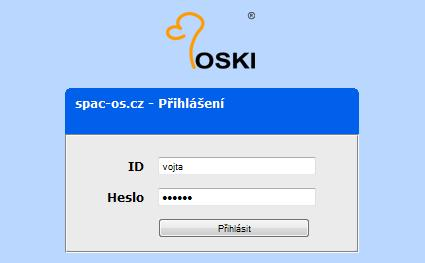 ®
OSKI
spac-os.cz - Přihlášení
ID vojta
Heslo ••••••
Přihlásit